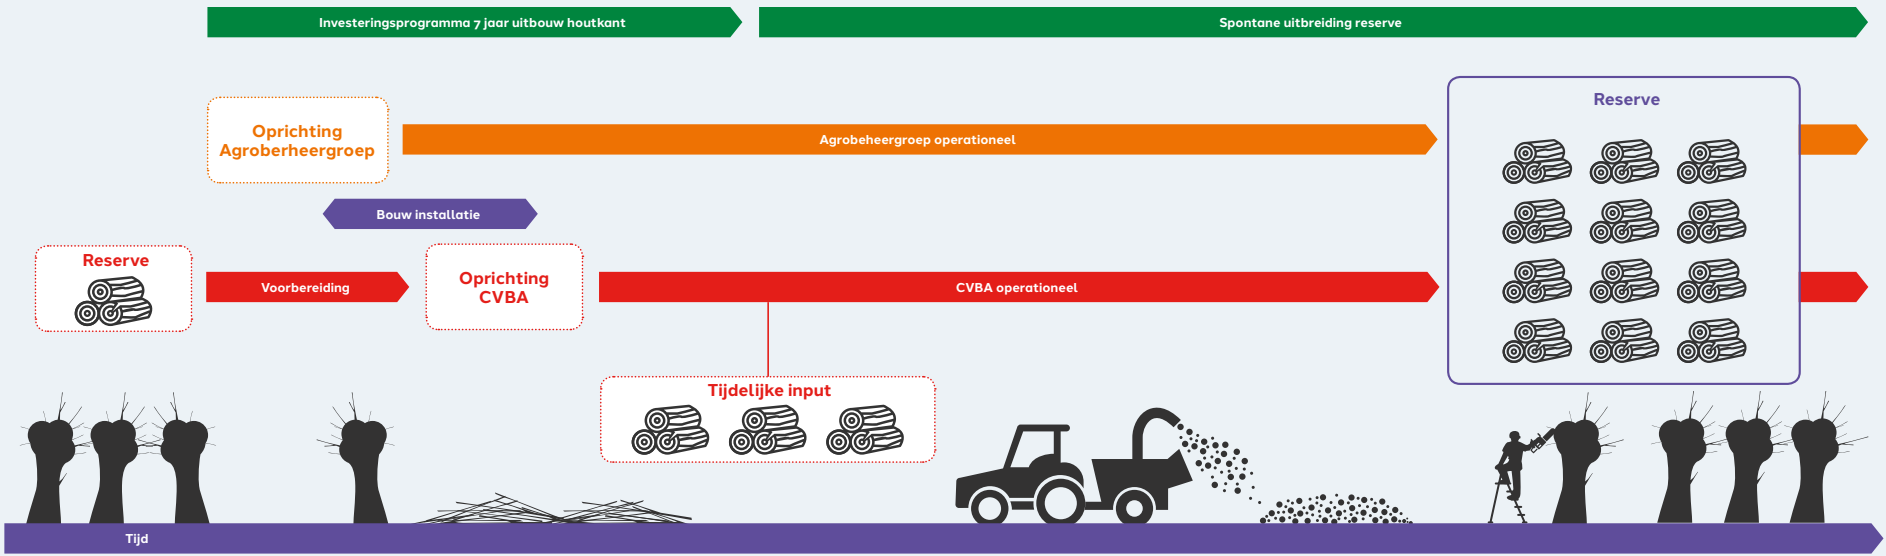 Investeringsprogramma 7 jaar uitbouw houtkant
Spontane uitbreiding reserve
Reserve
Oprichting
Agroberheergroep
Agrobeheergroep operationeel
Bouw installatie
Reserve
Voorbereiding
Oprichting
CVBA
CVBA operationeel
Tijdelijke input
Tijd